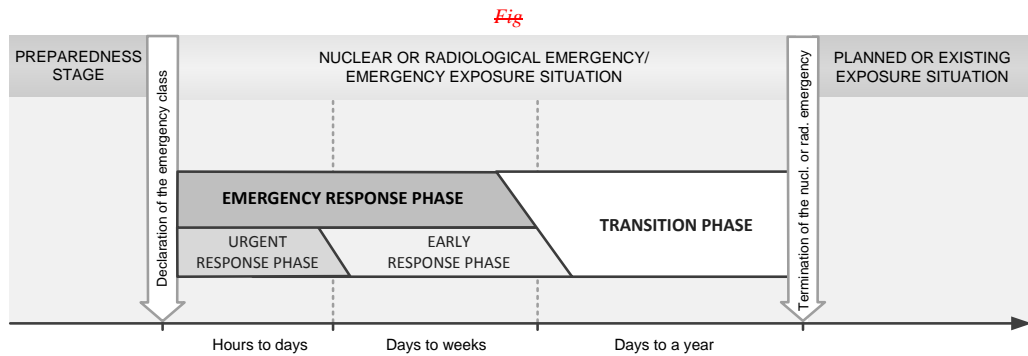 Fig
PREPAREDNESS
STAGE
NUCLEAR OR RADIOLOGICAL EMERGENCY/
EMERGENCY EXPOSURE SITUATION
PLANNED OR EXISTING
EXPOSURE SITUATION
Declaration of the emergency class
Termination of the nucl. or rad. emergency
EMERGENCY RESPONSE PHASE
TRANSITION PHASE
URGENT
RESPONSE PHASE
EARLY
RESPONSE PHASE
Hours to days
Days to weeks
Days to a year